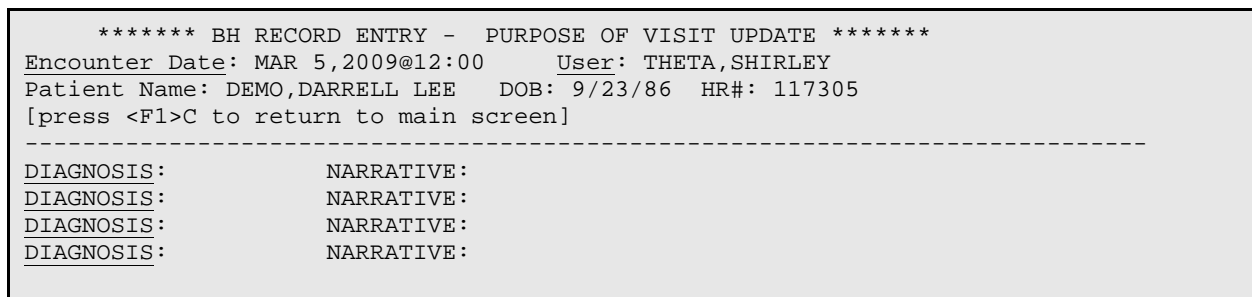 ******* BH RECORD ENTRY -  PURPOSE OF VISIT UPDATE *******
Encounter Date: MAR 5,2009@12:00     User: THETA,SHIRLEY
Patient Name: DEMO,DARRELL LEE   DOB: 9/23/86  HR#: 117305
[press <F1>C to return to main screen]
------------------------------------------------------------------------------
DIAGNOSIS:           NARRATIVE:
DIAGNOSIS:           NARRATIVE:
DIAGNOSIS:           NARRATIVE:
DIAGNOSIS:           NARRATIVE: